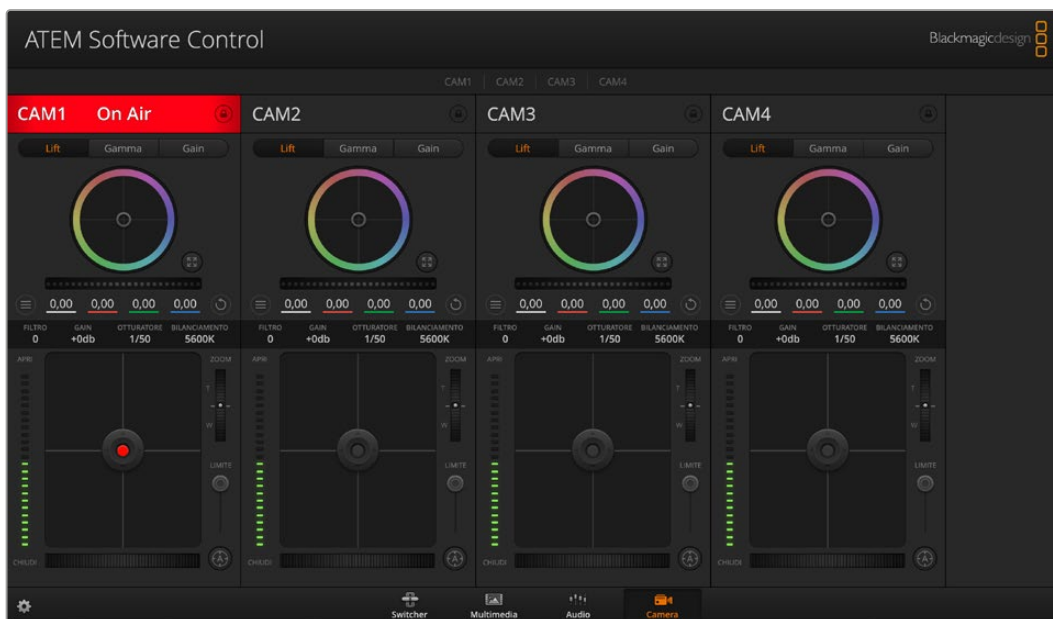 ATEM Software Control
Blackmagicdesign
CAM1 CAM2 CAM3 CAM4
CAM1 On Air CAM2 CAM3 CAM4
Lift Gamma Gain Lift Gamma Gain Lift Gamma Gain Lift Gamma Gain
0,00 0,00 0,00 0,00 0,00 0,00 0,00 0,00 0,00 0,00 0,00 0,00 0,00 0,00 0,00 0,00
FILTRO GAIN OTTURATORE BILANCIAMENTO FILTRO GAIN OTTURATORE BILANCIAMENTO FILTRO GAIN OTTURATORE BILANCIAMENTO FILTRO GAIN OTTURATORE BILANCIAMENTO
0 +0db 1/50 5600K 0 +0db 1/50 5600K 0 +0db 1/50 5600K 0 +0db 1/50 5600K
APRI ZOOM APRI ZOOM APRI ZOOM APRI ZOOM
T T T T
W W W W
LIMITE LIMITE LIMITE LIMITE
CHIUDI A CHIUDI A CHIUDI A CHIUDI A
Switcher Multimedia Audio Camera